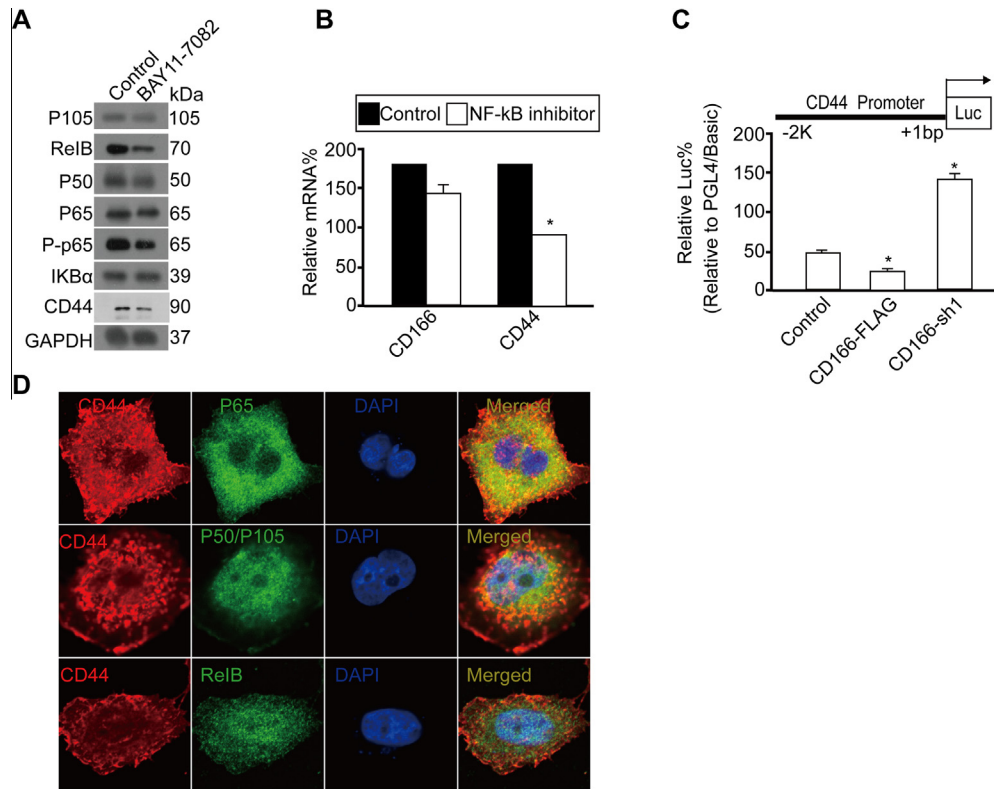 A
Control
BAY11-7082
kDa
P105 105
RelB 70
P50 50
P65 65
P-p65 65
IKBα 39
CD44 90
GAPDH 37
B
Control NF-kB inhibitor
Relative mRNA%
200
150
100
50
0
CD166
CD44
*
C
CD44 Promoter
Luc
-2K +1bp
Relative Luc%
(Relative to PGL4/Basic)
200
150
100
50
0
*
*
Control
CD166-FLAG
CD166-sh1
D
CD44 P65 DAPI Merged
CD44 P50/P105 DAPI Merged
CD44 RelB DAPI Merged